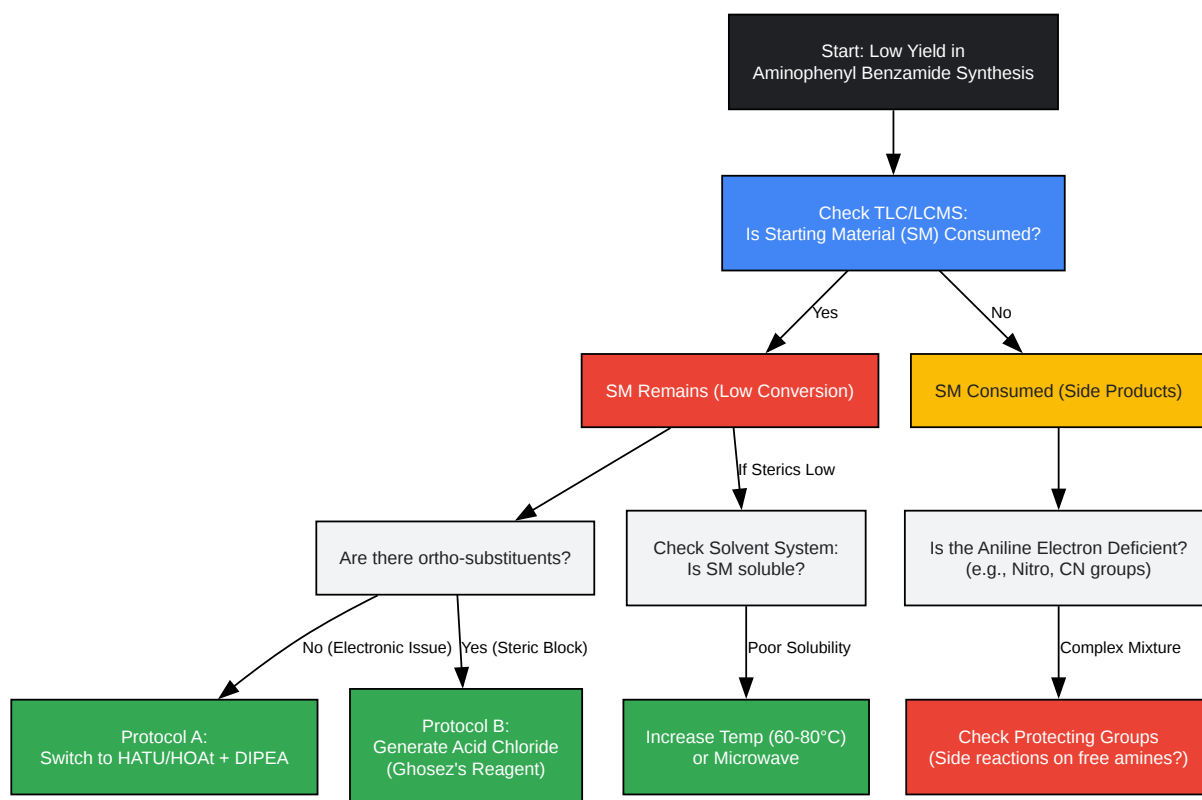 Start: Low Yield in
Aminophenyl Benzamide Synthesis
Check TLC/LCMS:
Is Starting Material (SM) Consumed?
Yes
No
SM Remains (Low Conversion)
SM Consumed (Side Products)
If Sterics Low
Are there ortho-substituents?
Check Solvent System:
Is SM soluble?
Is the Aniline Electron Deficient?
(e.g., Nitro, CN groups)
No (Electronic Issue)
Yes (Steric Block)
Poor Solubility
Complex Mixture
Protocol A:
Switch to HATU/HOAt + DIPEA
Protocol B:
Generate Acid Chloride
(Ghosez's Reagent)
Increase Temp (60-80°C)
or Microwave
Check Protecting Groups
(Side reactions on free amines?)